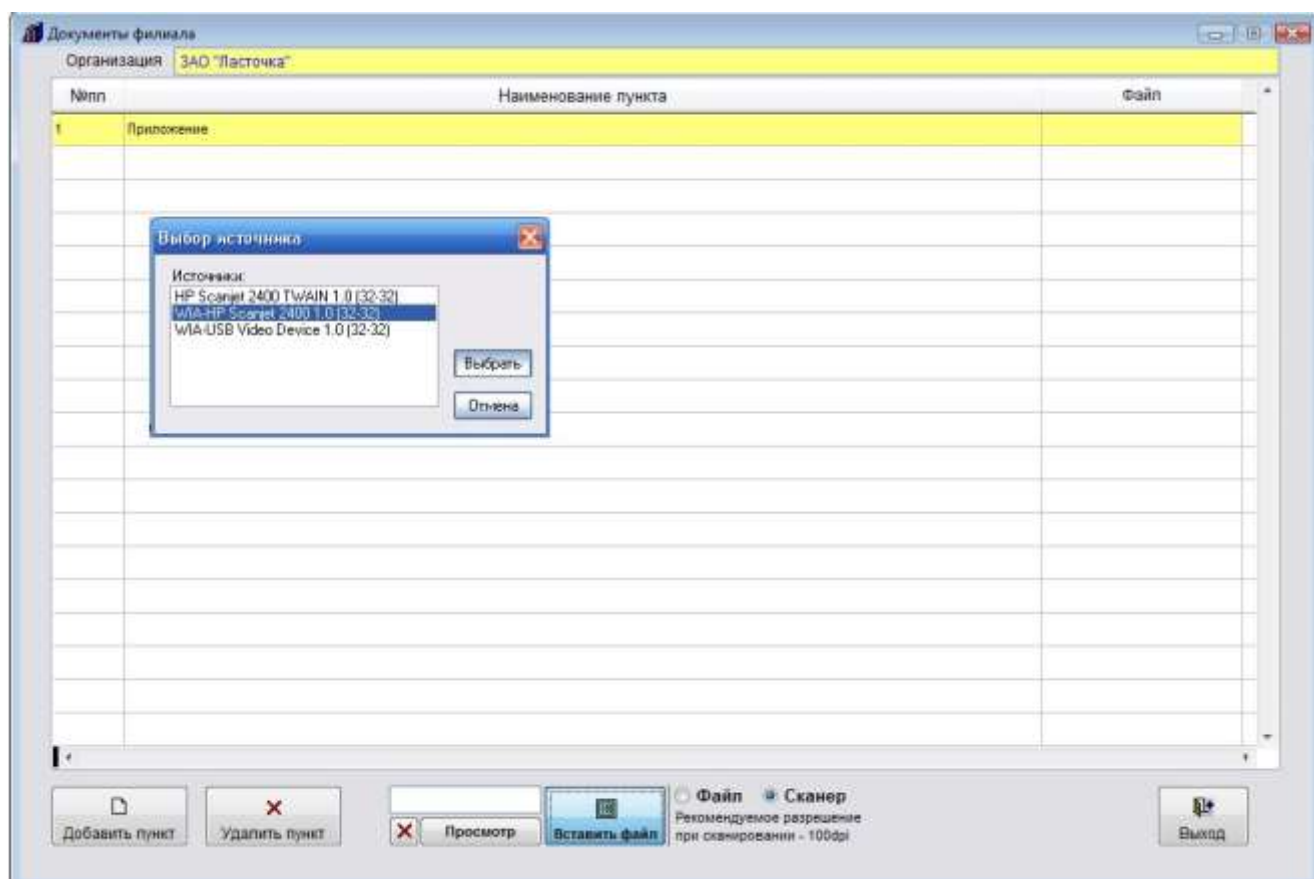 Документы филиала
Организация ЗАО "Ласточка"
№пп Наименование пункта Файл
1 Приложение
Выбор источника
Источники:
HP Scanjet 2400 TWAIN 1.0 (32-32)
WIA-HP Scanjet 2400 1.0 (32-32)
WIA-USB Video Device 1.0 (32-32)
Выбрать
Отмена
Добавить пункт
Удалить пункт
Просмотр
Вставить файл
Файл Сканер
Рекомендуемое разрешение
при сканировании - 100dpi
Выход